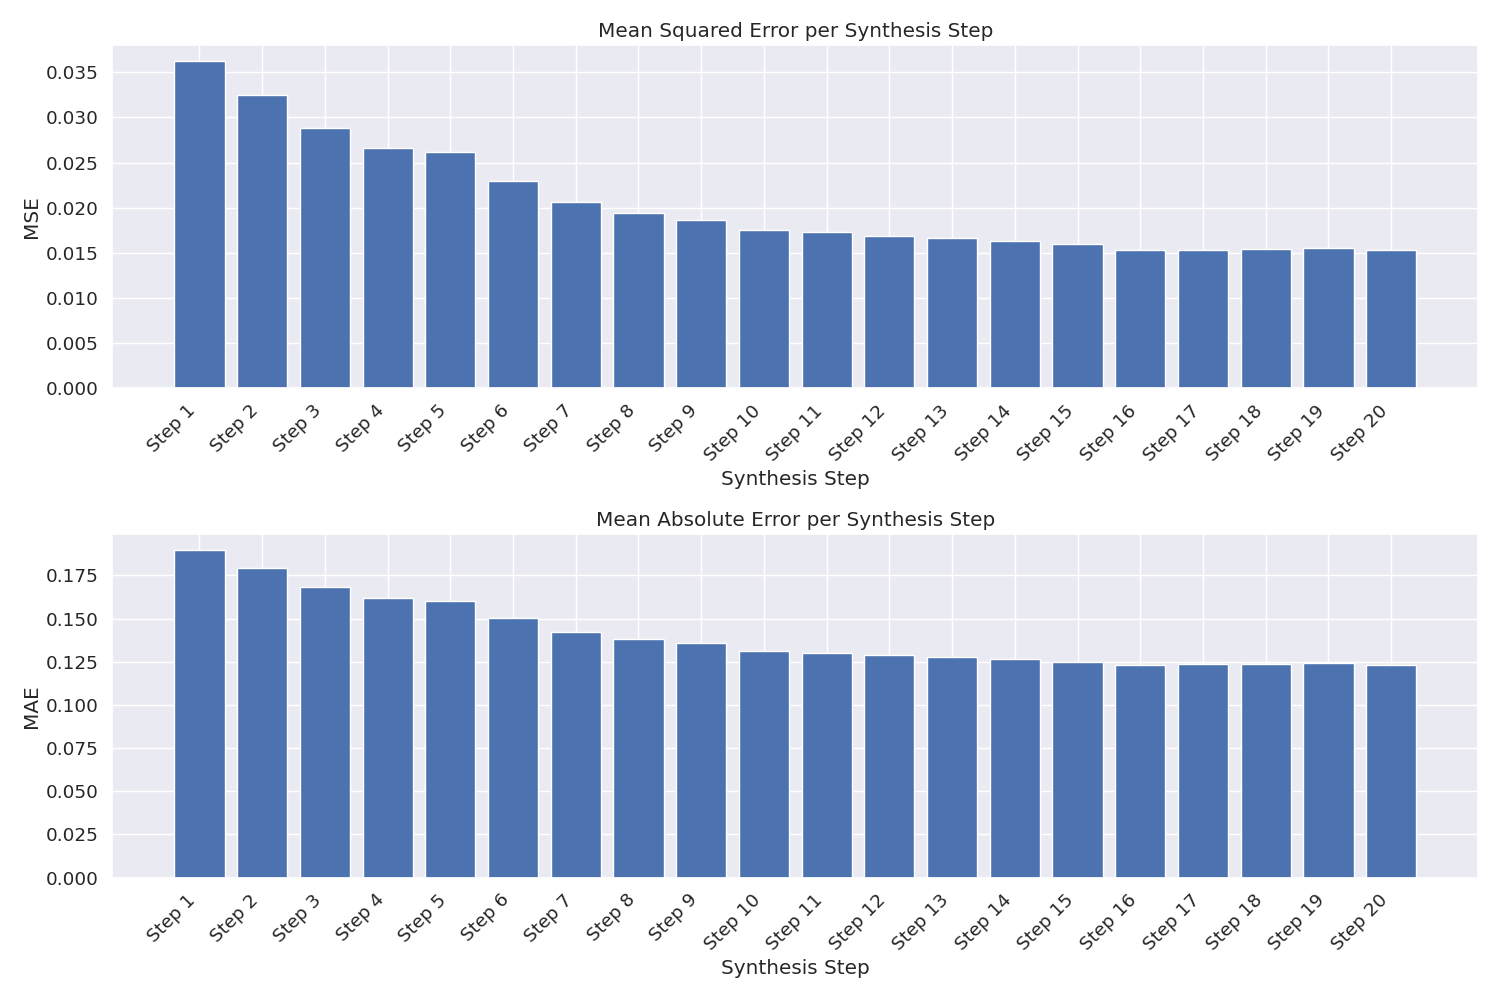 Mean Squared Error per Synthesis Step
0.035
0.030
0.025
0.020
0.015
0.010
0.005
0.000
MSE
Step 1
Step 2
Step 3
Step 4
Step 5
Step 6
Step 7
Step 8
Step 9
Step 10
Step 11
Step 12
Step 13
Step 14
Step 15
Step 16
Step 17
Step 18
Step 19
Step 20
Synthesis Step
Mean Absolute Error per Synthesis Step
0.175
0.150
0.125
0.100
0.075
0.050
0.025
0.000
MAE
Step 1
Step 2
Step 3
Step 4
Step 5
Step 6
Step 7
Step 8
Step 9
Step 10
Step 11
Step 12
Step 13
Step 14
Step 15
Step 16
Step 17
Step 18
Step 19
Step 20
Synthesis Step